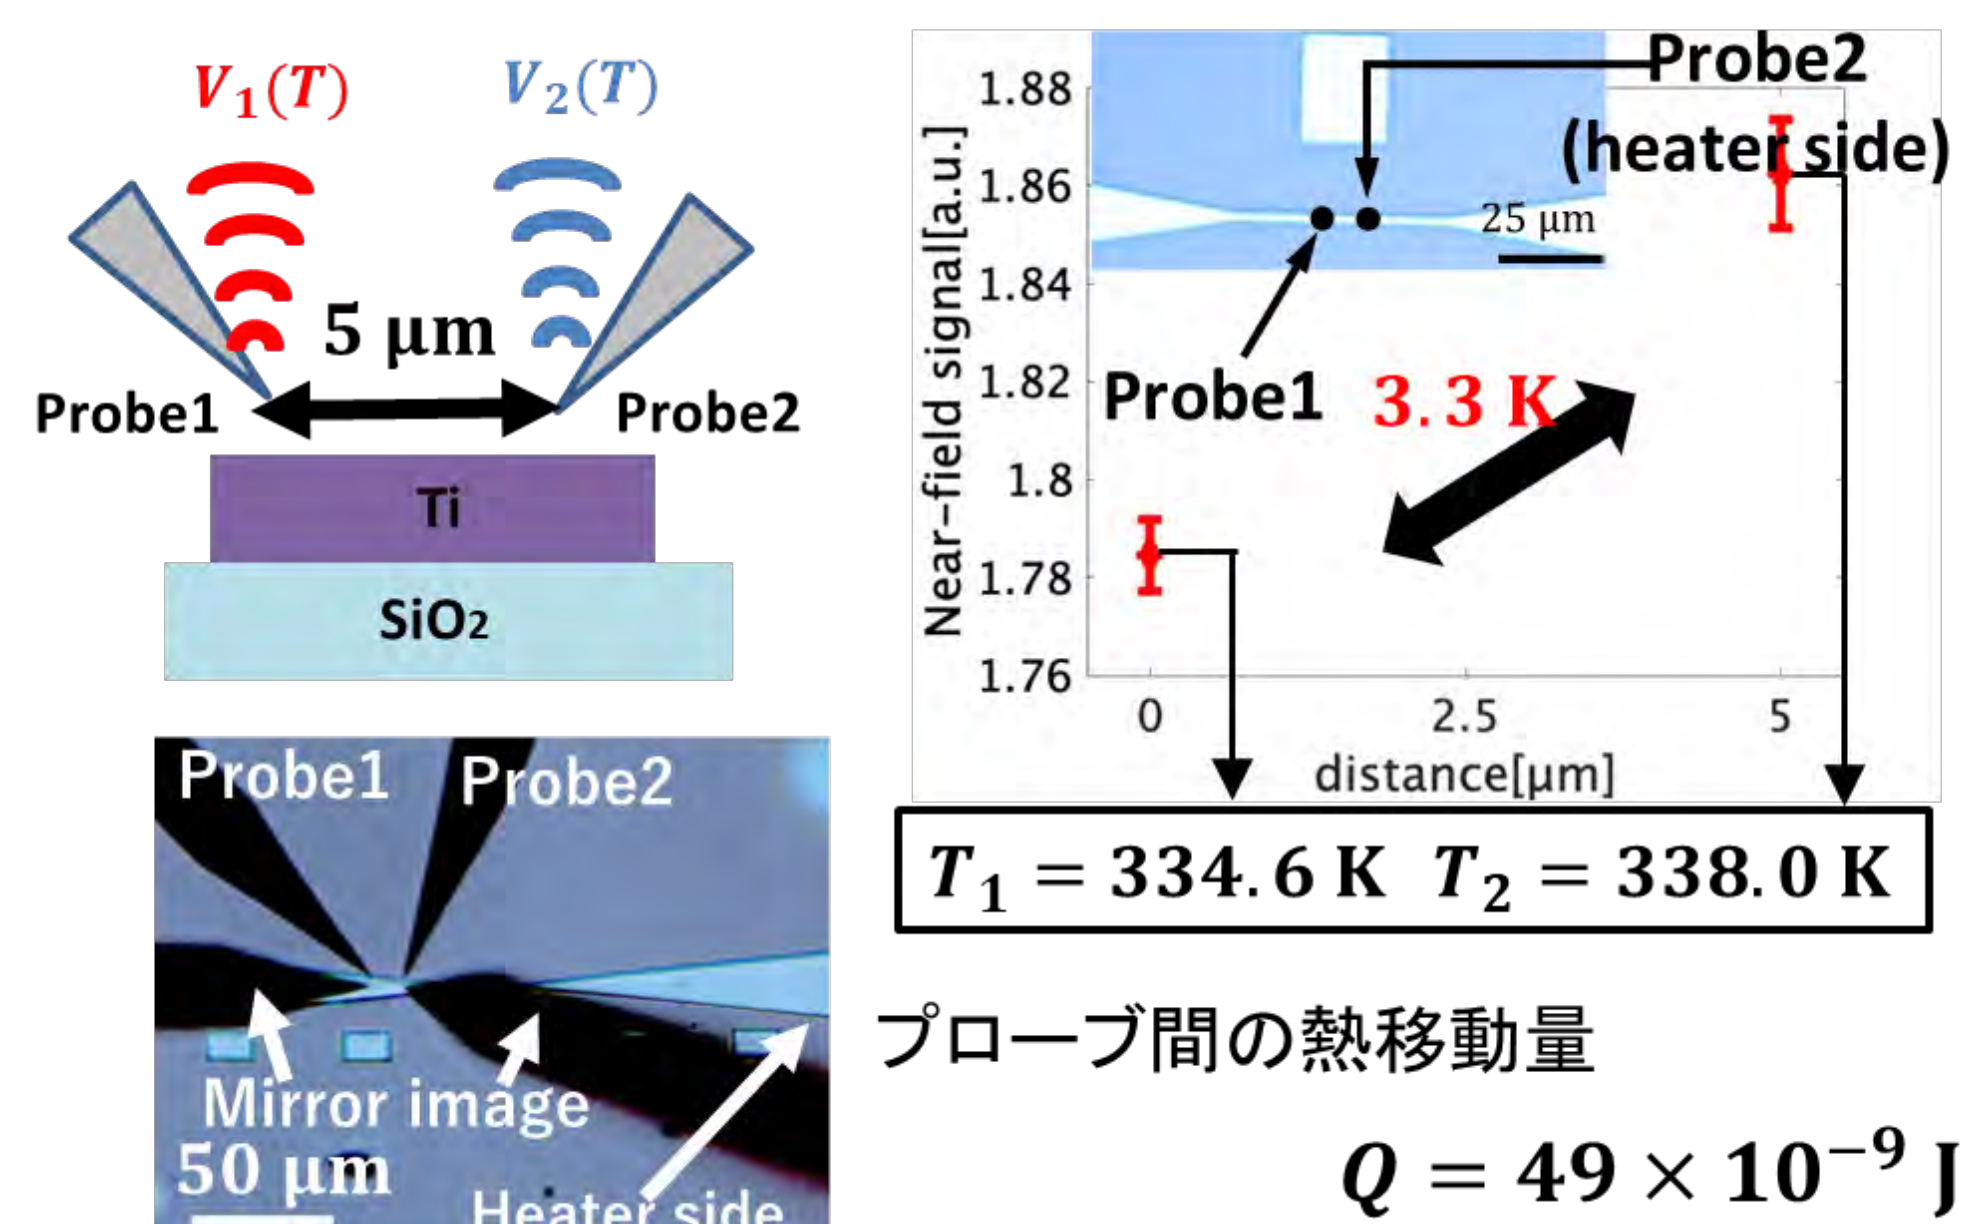 V₁(T)
V₂(T)
5 μm
Probe1
Probe2
Ti
SiO₂
Probe1
Probe2
Mirror image
50 μm
Heater side
Probe2
(heater side)
25 μm
Probe1
3.3 K
Near-field signal[a.u.]
1.88
1.86
1.84
1.82
1.8
1.78
1.76
0
2.5
5
distance[μm]
T₁ = 334.6 K T₂ = 338.0 K
プローブ間の熱移動量
Q = 49 × 10⁻⁹ J